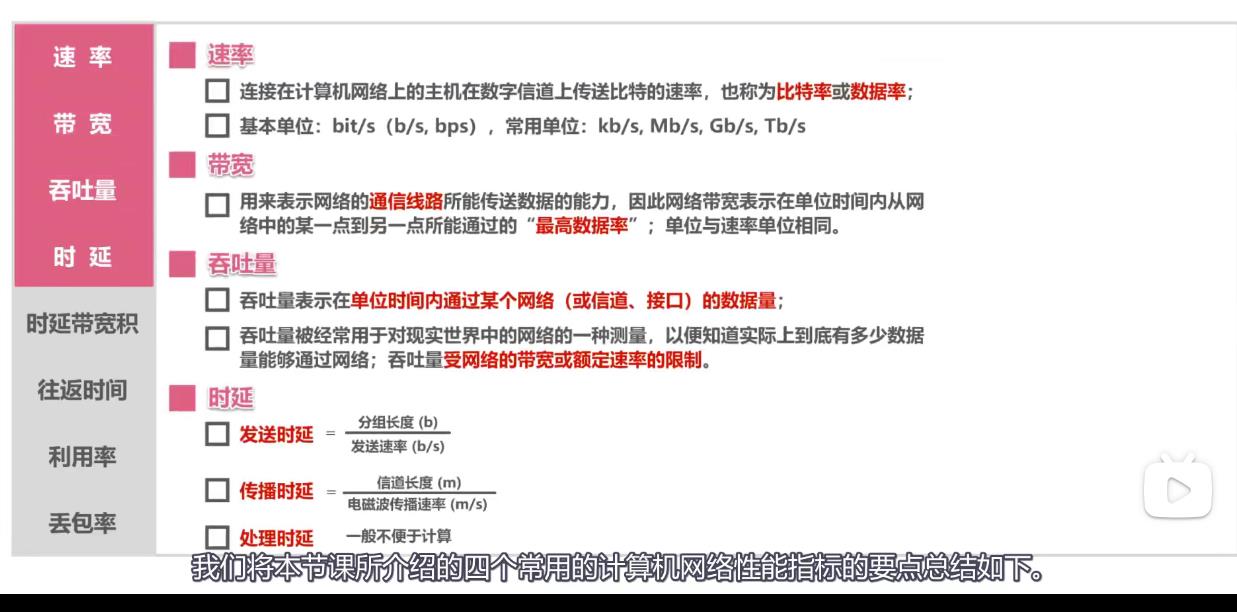 速 率
带 宽
吞吐量
时 延
时延带宽积
往返时间
利用率
丢包率
速率
连接在计算机网络上的主机在数字信道上传送比特的速率，也称为比特率或数据率；
基本单位：bit/s（b/s, bps），常用单位：kb/s, Mb/s, Gb/s, Tb/s
带宽
用来表示网络的通信线路所能传送数据的能力，因此网络带宽表示在单位时间内从网
络中的某一点到另一点所能通过的“最高数据率”；单位与速率单位相同。
吞吐量
吞吐量表示在单位时间内通过某个网络（或信道、接口）的数据量；
吞吐量被经常用于对现实世界中的网络的一种测量，以便知道实际上到底有多少数据
量能够通过网络；吞吐量受网络的带宽或额定速率的限制。
时延
发送时延 = 分组长度 (b)
发送速率 (b/s)
传播时延 = 信道长度 (m)
电磁波传播速率 (m/s)
处理时延 一般不便于计算
我们将本节课所介绍的四个常用的计算机网络性能指标的要点总结如下。